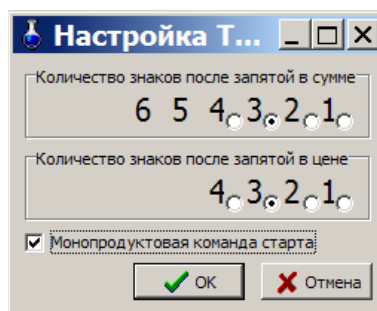 Настройка Т...
Количество знаков после запятой в сумме
6 5 4 3 2 1
Количество знаков после запятой в цене
4 3 2 1
Монопродуктовая команда старта
ОК Отмена